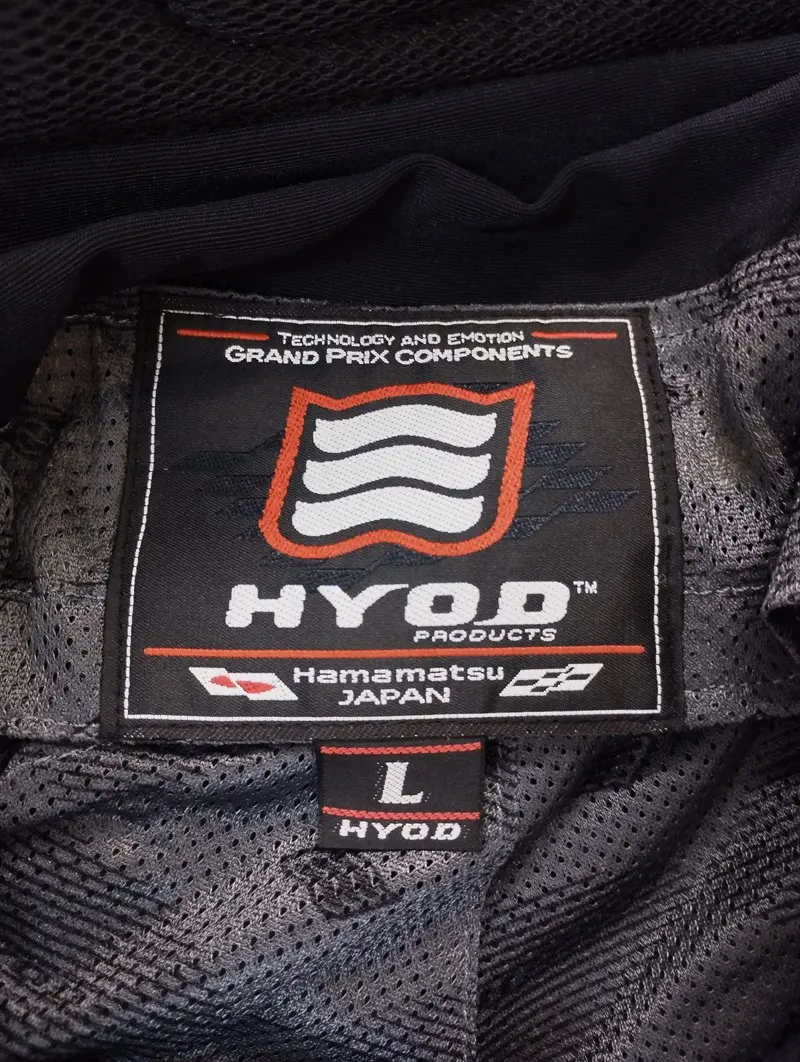 TECHNOLOGY AND EMOTION
GRAND PRIX COMPONENTS
HYOD™
PRODUCTS
Hamamatsu
JAPAN
L
HYOD